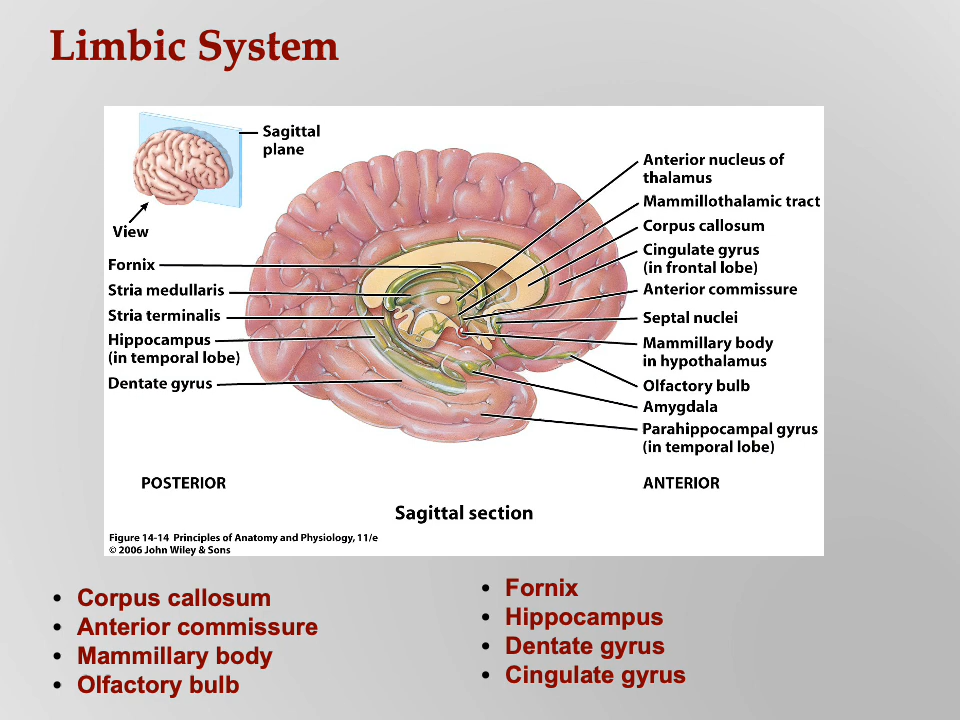 Limbic System
Sagittal
plane
View
Fornix
Stria medullaris
Stria terminalis
Hippocampus
(in temporal lobe)
Dentate gyrus
Anterior nucleus of
thalamus
Mammillothalamic tract
Corpus callosum
Cingulate gyrus
(in frontal lobe)
Anterior commissure
Septal nuclei
Mammillary body
in hypothalamus
Olfactory bulb
Amygdala
Parahippocampal gyrus
(in temporal lobe)
POSTERIOR
ANTERIOR
Sagittal section
Figure 14-14 Principles of Anatomy and Physiology, 11/e
© 2006 John Wiley & Sons
• Corpus callosum
• Anterior commissure
• Mammillary body
• Olfactory bulb
• Fornix
• Hippocampus
• Dentate gyrus
• Cingulate gyrus